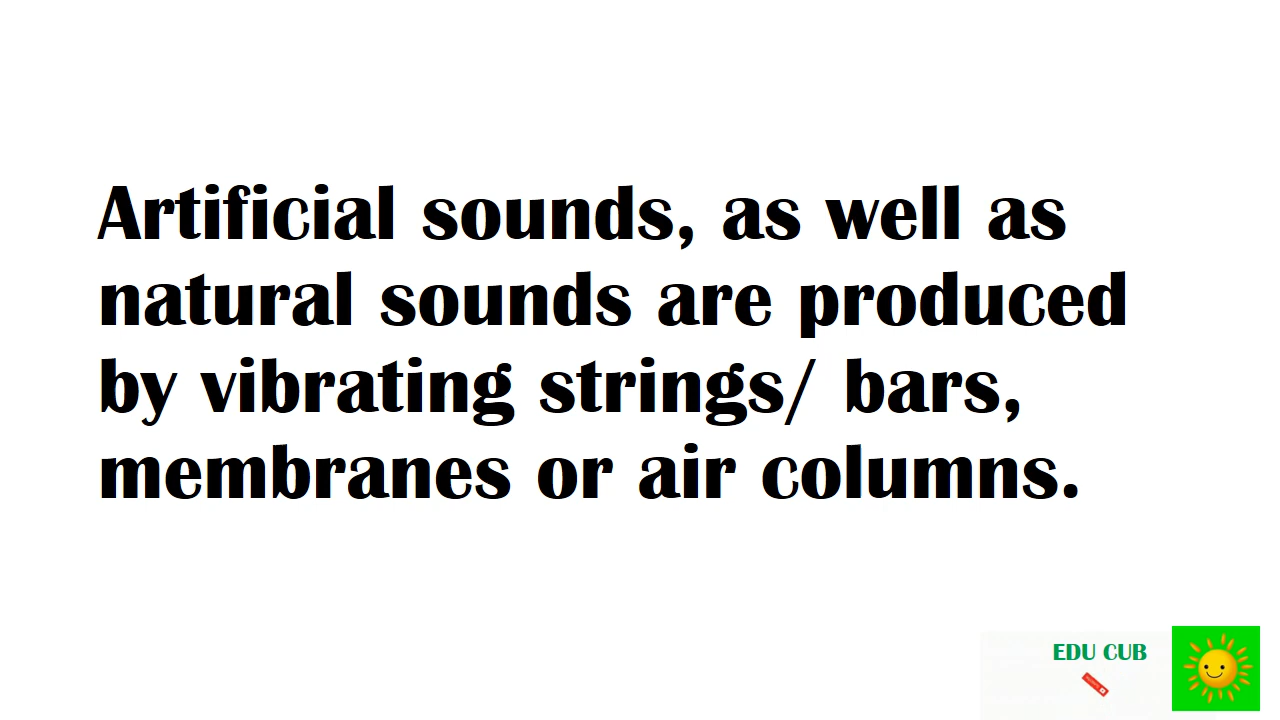 Artificial sounds, as well as
natural sounds are produced
by vibrating strings/ bars,
membranes or air columns.
EDU CUB